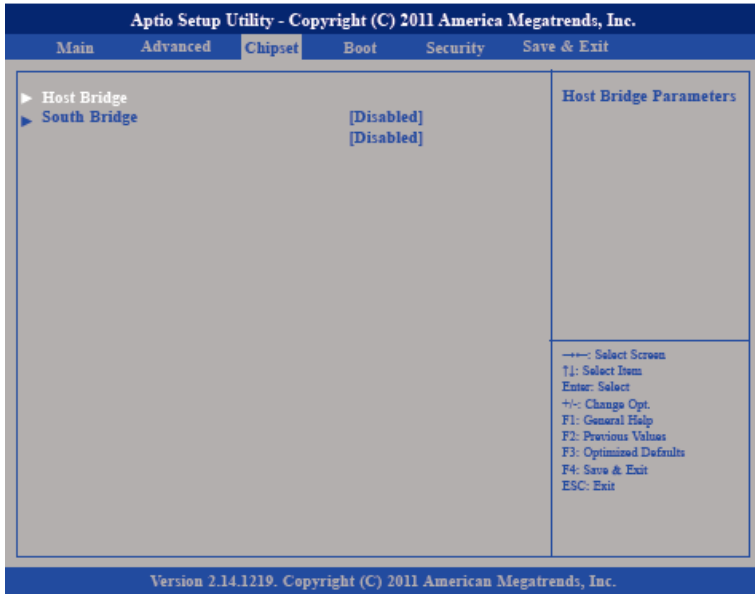 Aptio Setup Utility - Copyright (C) 2011 America Megatrends, Inc.
Main Advanced Chipset Boot Security Save & Exit
► Host Bridge
► South Bridge [Disabled]
[Disabled]
Host Bridge Parameters
→←: Select Screen
↑↓: Select Item
Enter: Select
+/-: Change Opt.
F1: General Help
F2: Previous Values
F3: Optimized Defaults
F4: Save & Exit
ESC: Exit
Version 2.14.1219. Copyright (C) 2011 American Megatrends, Inc.